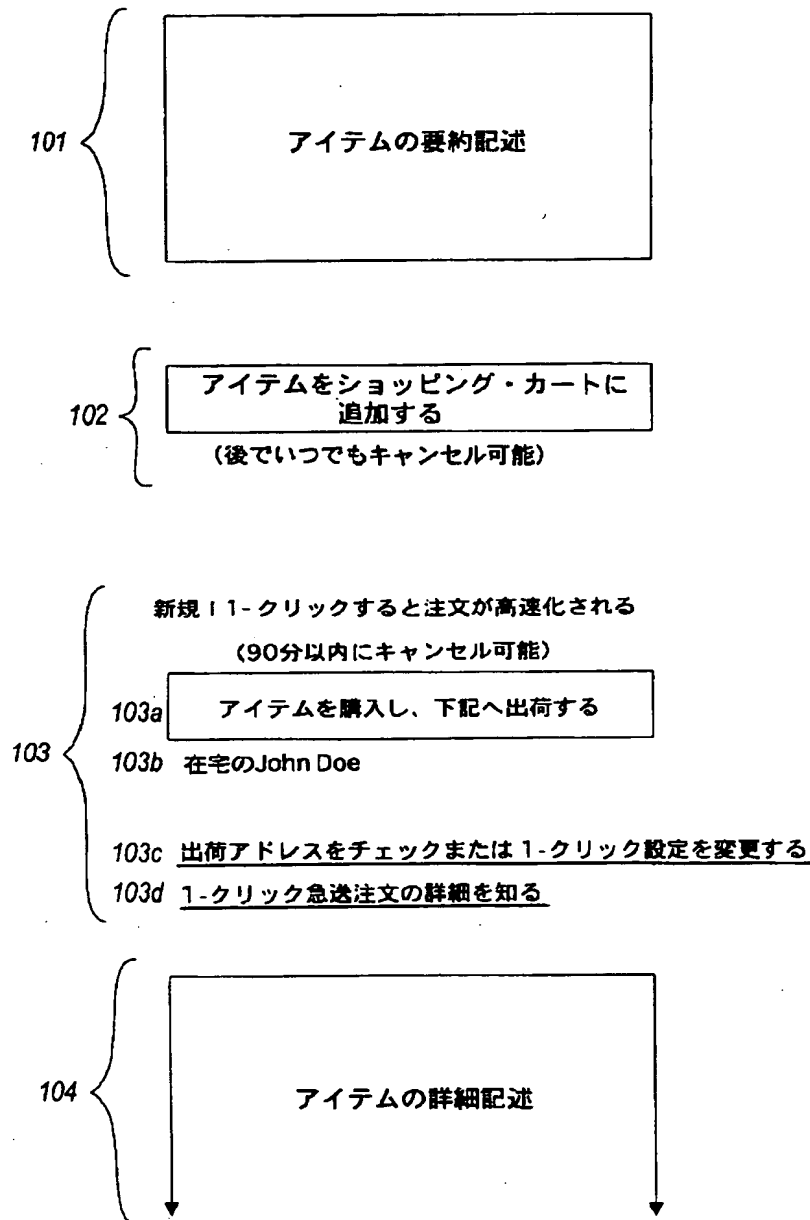 101
アイテムの要約記述
102
アイテムをショッピング・カートに
追加する
(後でいつでもキャンセル可能)
103
新規!1-クリックすると注文が高速化される
(90分以内にキャンセル可能)
103a
アイテムを購入し、下記へ出荷する
103b 在宅のJohn Doe
103c 出荷アドレスをチェックまたは1-クリック設定を変更する
103d 1-クリック急送注文の詳細を知る
104
アイテムの詳細記述